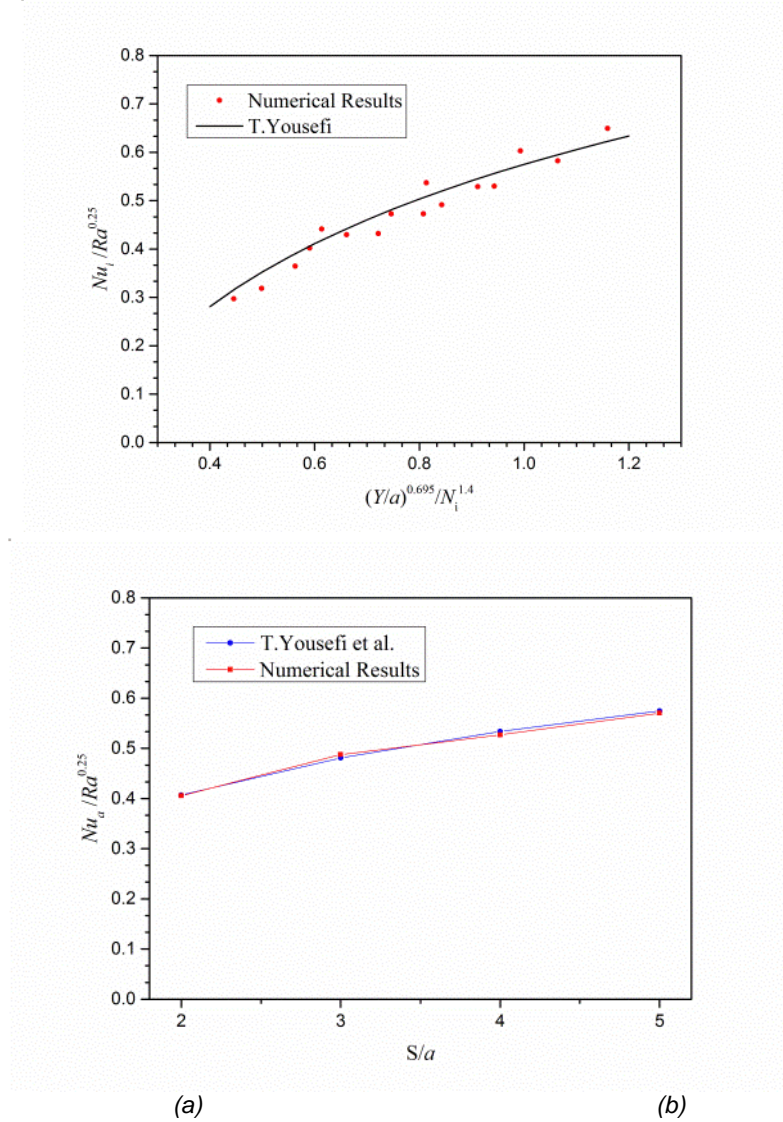 0.8
0.7
Numerical Results
T.Yousefi
0.6
0.5
0.4
0.3
0.2
0.1
0.0
Nu_i /Ra^0.25
0.4 0.6 0.8 1.0 1.2
(Y/a)^0.695/N_i^1.4
0.8
0.7
T.Yousefi et al.
Numerical Results
0.6
0.5
0.4
0.3
0.2
0.1
0.0
Nu_a /Ra^0.25
2 3 4 5
S/a
(a) (b)